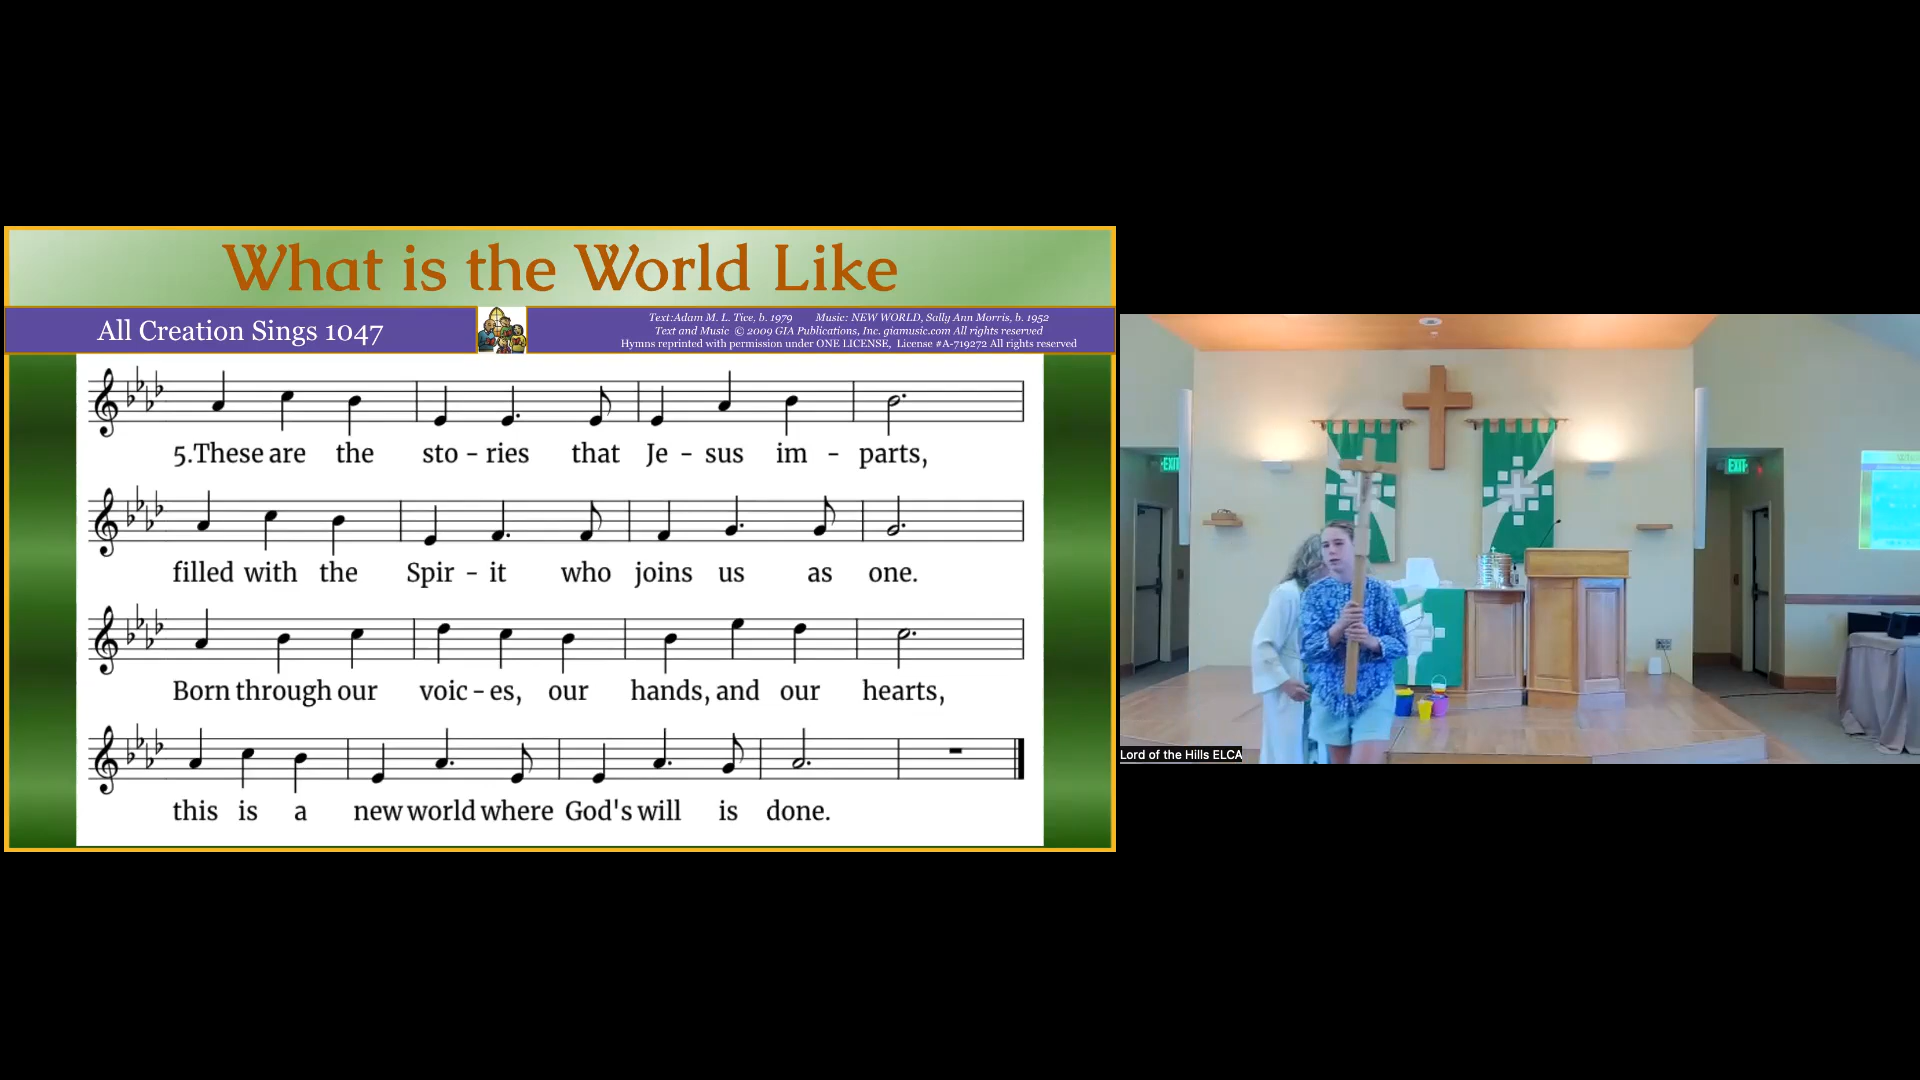 What is the World Like
All Creation Sings 1047
Text:Adam M. L. Tice, b. 1979 Music: NEW WORLD, Sally Ann Morris, b. 1952
Text and Music © 2009 GIA Publications, Inc. giamusic.com All rights reserved
Hymns reprinted with permission under ONE LICENSE, License #A-719272 All rights reserved
5.These are the sto - ries that Je - sus im - parts,
filled with the Spir - it who joins us as one.
Born through our voic - es, our hands, and our hearts,
this is a new world where God's will is done.
EXIT
EXIT
Lord of the Hills ELCA